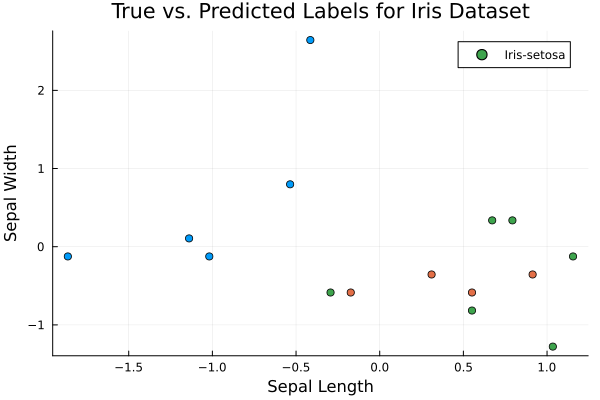 True vs. Predicted Labels for Iris Dataset
Iris-setosa
Sepal Width
2
1
0
−1
−1.5
−1.0
−0.5
0.0
0.5
1.0
Sepal Length